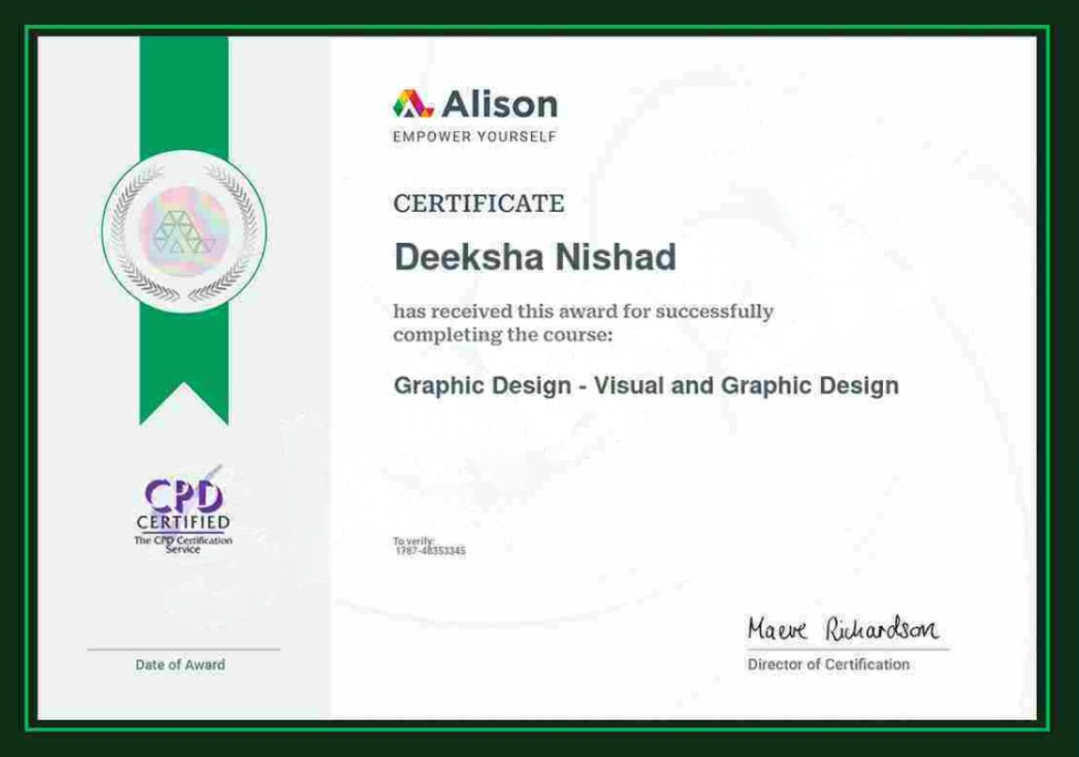 Alison
EMPOWER YOURSELF
CERTIFICATE
Deeksha Nishad
has received this award for successfully
completing the course:
Graphic Design - Visual and Graphic Design
CPD
CERTIFIED
The CPD Certification
Service
To verify:
1787-48353345
Maeve Richardson
Date of Award
Director of Certification